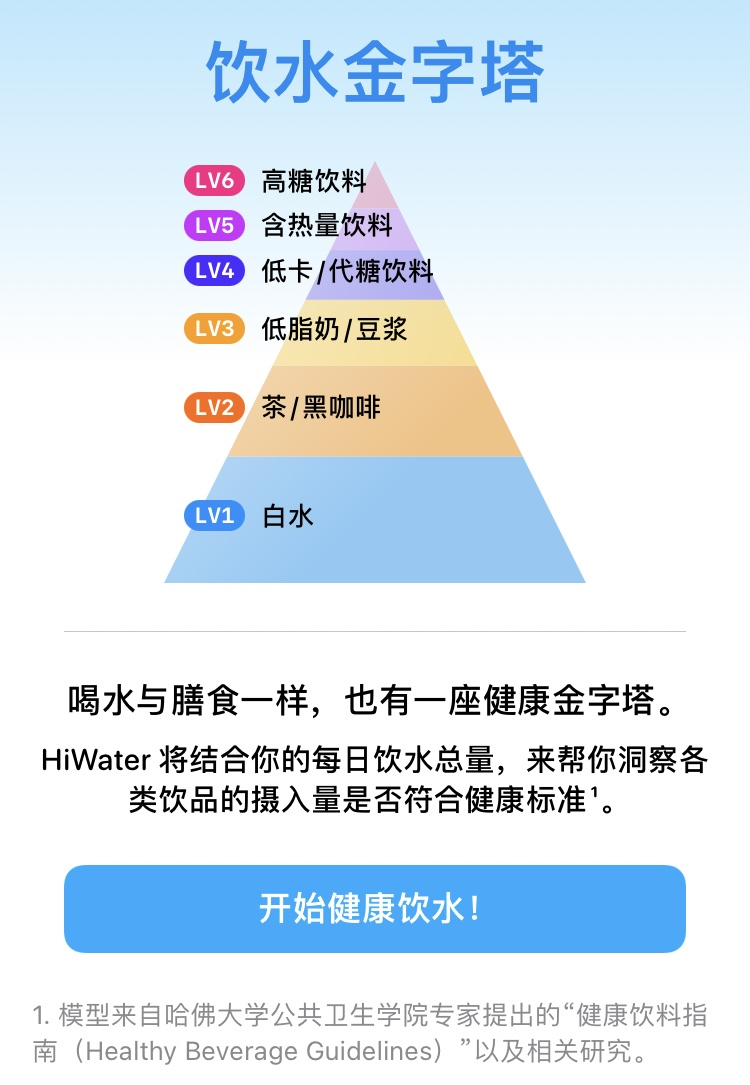 饮水金字塔
LV6 高糖饮料
LV5 含热量饮料
LV4 低卡/代糖饮料
LV3 低脂奶/豆浆
LV2 茶/黑咖啡
LV1 白水
喝水与膳食一样，也有一座健康金字塔。
HiWater 将结合你的每日饮水总量，来帮你洞察各
类饮品的摄入量是否符合健康标准¹。
开始健康饮水！
1. 模型来自哈佛大学公共卫生学院专家提出的“健康饮料指
南（Healthy Beverage Guidelines）”以及相关研究。